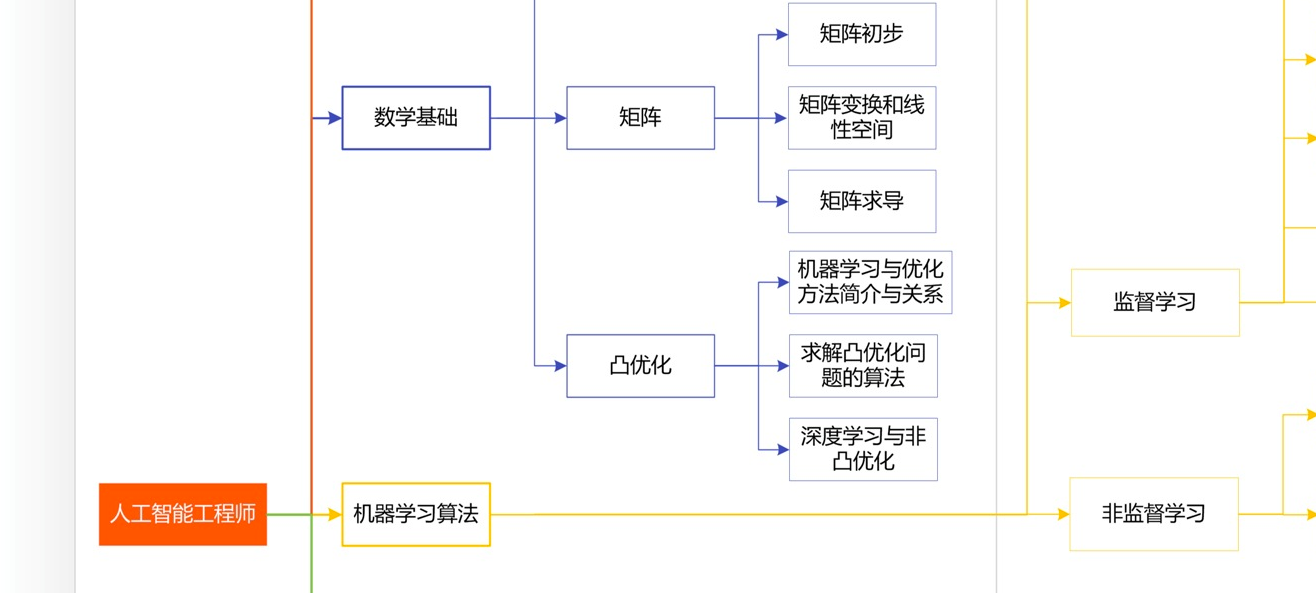 矩阵初步
数学基础
矩阵
矩阵变换和线
性空间
矩阵求导
机器学习与优化
方法简介与关系
监督学习
凸优化
求解凸优化问
题的算法
深度学习与非
凸优化
人工智能工程师
机器学习算法
非监督学习